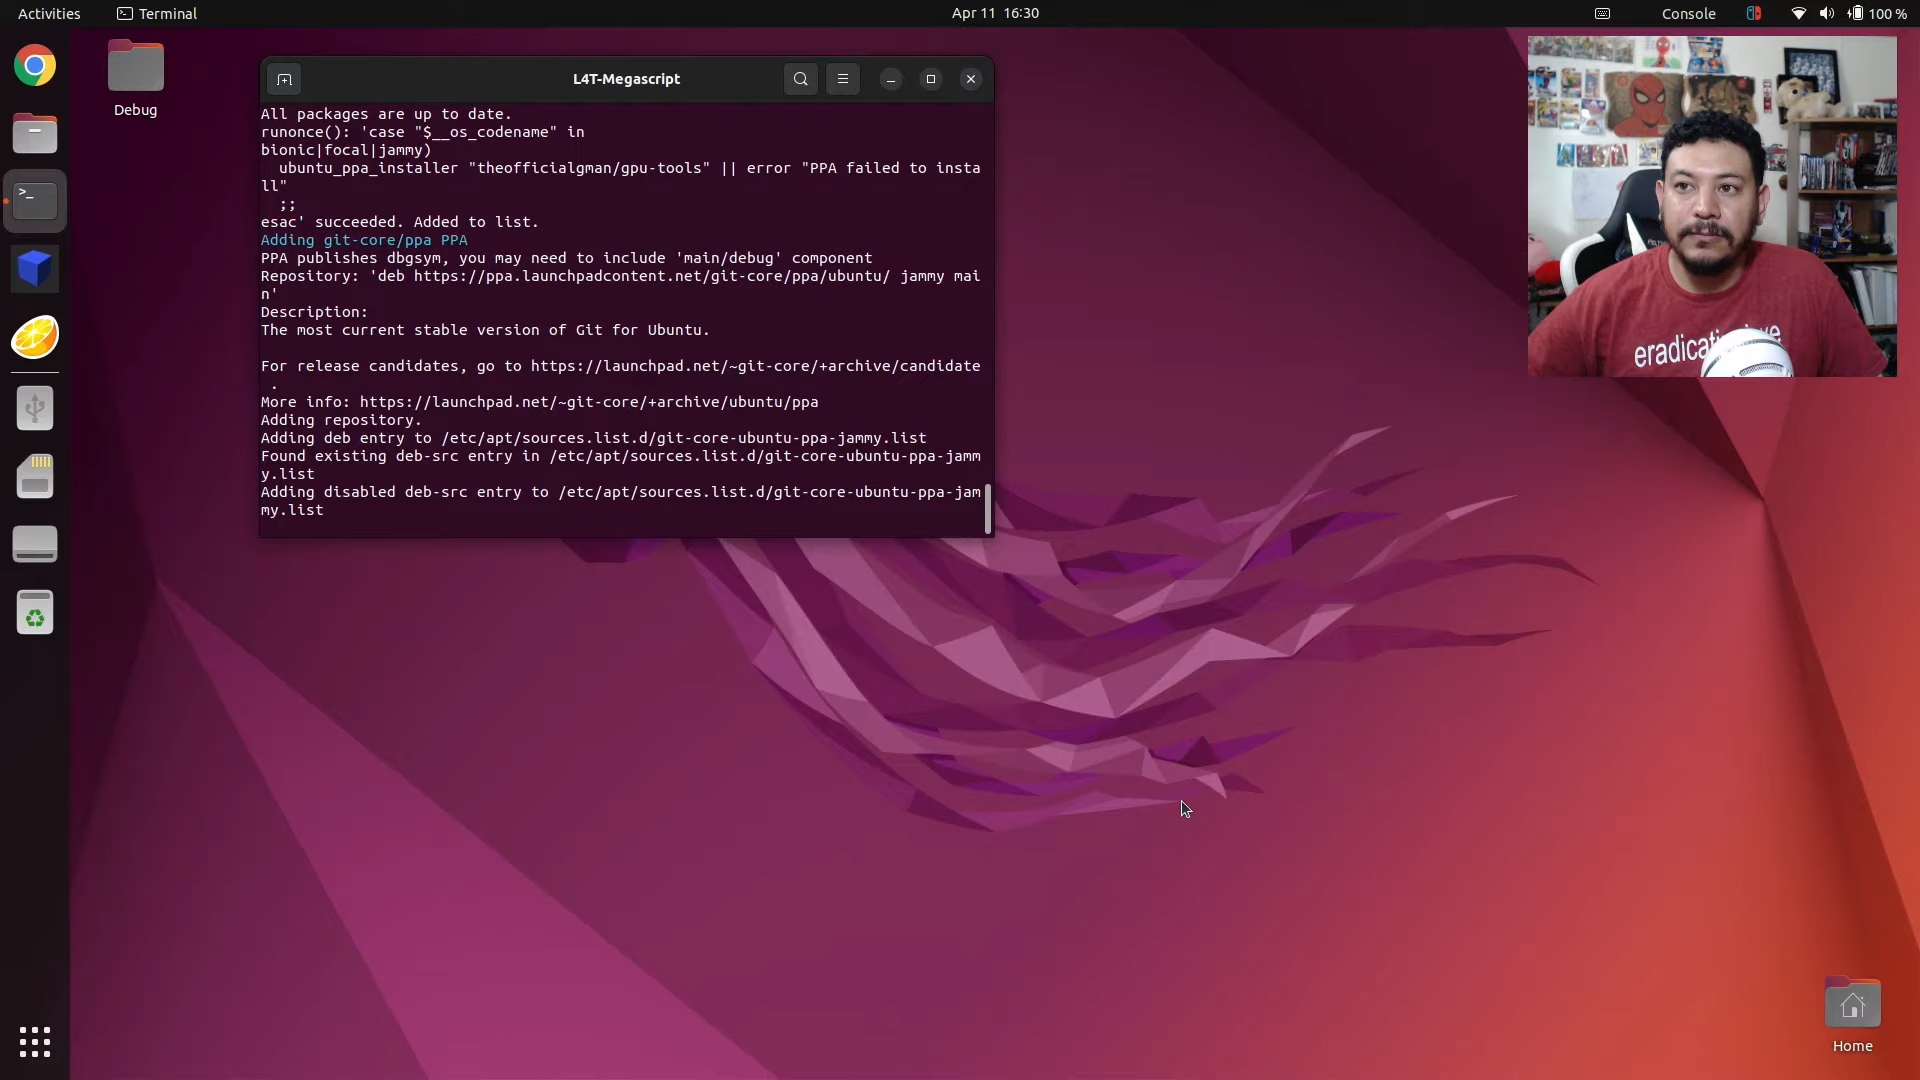 Activities
Terminal
Apr 11 16:30
Console
100 %
Debug
L4T-Megascript
All packages are up to date.
runonce(): 'case "$__os_codename" in
bionic|focal|jammy)
ubuntu_ppa_installer "theofficialgman/gpu-tools" || error "PPA failed to insta
ll"
;;
esac' succeeded. Added to list.
Adding git-core/ppa PPA
PPA publishes dbgsym, you may need to include 'main/debug' component
Repository: 'deb https://ppa.launchpadcontent.net/git-core/ppa/ubuntu/ jammy mai
n'
Description:
The most current stable version of Git for Ubuntu.
For release candidates, go to https://launchpad.net/~git-core/+archive/candidate
.
More info: https://launchpad.net/~git-core/+archive/ubuntu/ppa
Adding repository.
Adding deb entry to /etc/apt/sources.list.d/git-core-ubuntu-ppa-jammy.list
Found existing deb-src entry in /etc/apt/sources.list.d/git-core-ubuntu-ppa-jamm
y.list
Adding disabled deb-src entry to /etc/apt/sources.list.d/git-core-ubuntu-ppa-jam
my.list
Home